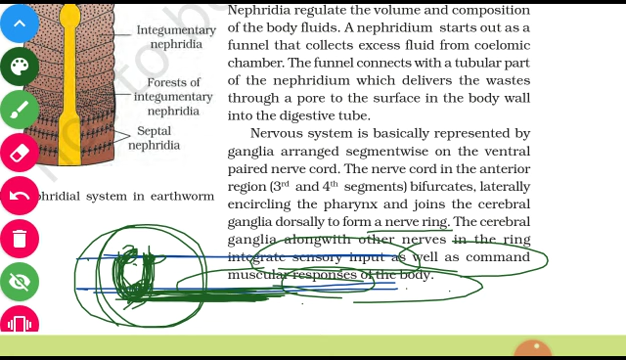 Integumentary
nephridia
Forests of
integumentary
nephridia
Septal
nephridia
phridial system in earthworm
Nephridia regulate the volume and composition
of the body fluids. A nephridium starts out as a
funnel that collects excess fluid from coelomic
chamber. The funnel connects with a tubular part
of the nephridium which delivers the wastes
through a pore to the surface in the body wall
into the digestive tube.
Nervous system is basically represented by
ganglia arranged segmentwise on the ventral
paired nerve cord. The nerve cord in the anterior
region (3rd and 4th segments) bifurcates, laterally
encircling the pharynx and joins the cerebral
ganglia dorsally to form a nerve ring. The cerebral
ganglia alongwith other nerves in the ring
integrate sensory input as well as command
muscular responses of the body.